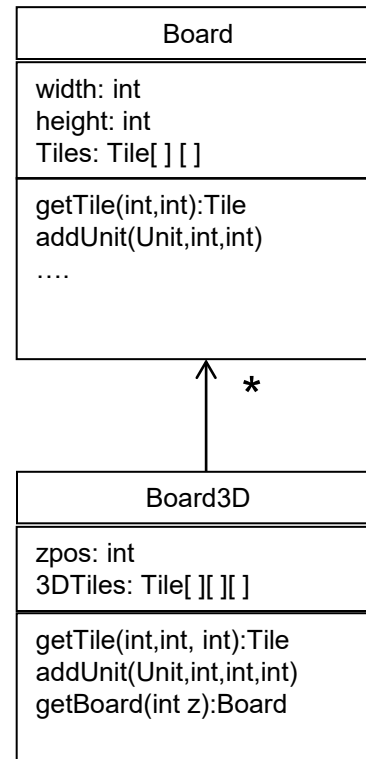 Board
width: int
height: int
Tiles: Tile[ ] [ ]
getTile(int,int):Tile
addUnit(Unit,int,int)
….
*
Board3D
zpos: int
3DTiles: Tile[ ][ ][ ]
getTile(int,int, int):Tile
addUnit(Unit,int,int,int)
getBoard(int z):Board